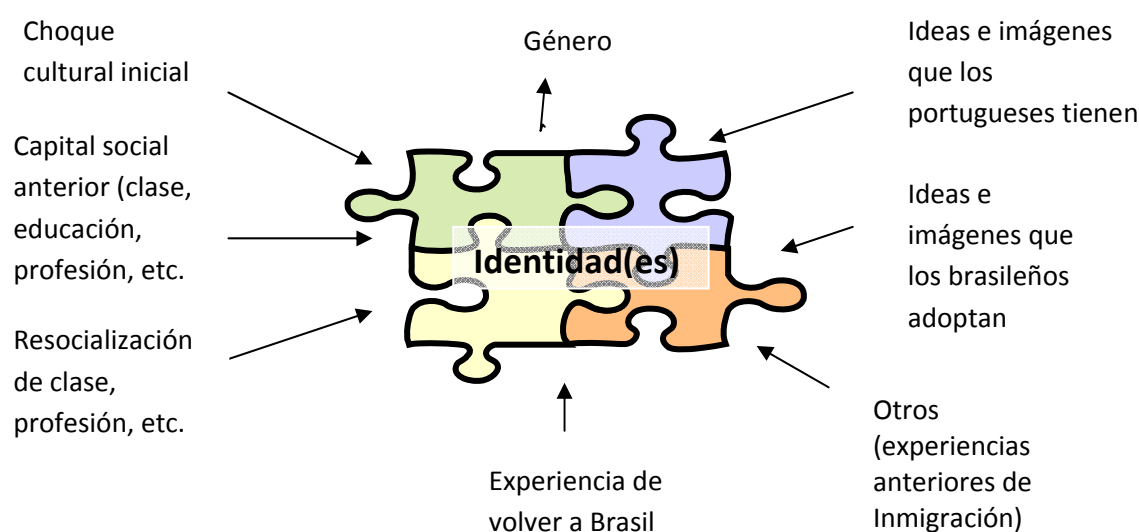 Choque
cultural inicial
Capital social
anterior (clase,
educación,
profesión, etc.
Resocialización
de clase,
profesión, etc.
Género
Identidad(es)
Experiencia de
volver a Brasil
Ideas e imágenes
que los
portugueses tienen
Ideas e
imágenes que
los brasileños
adoptan
Otros
(experiencias
anteriores de
Inmigración)